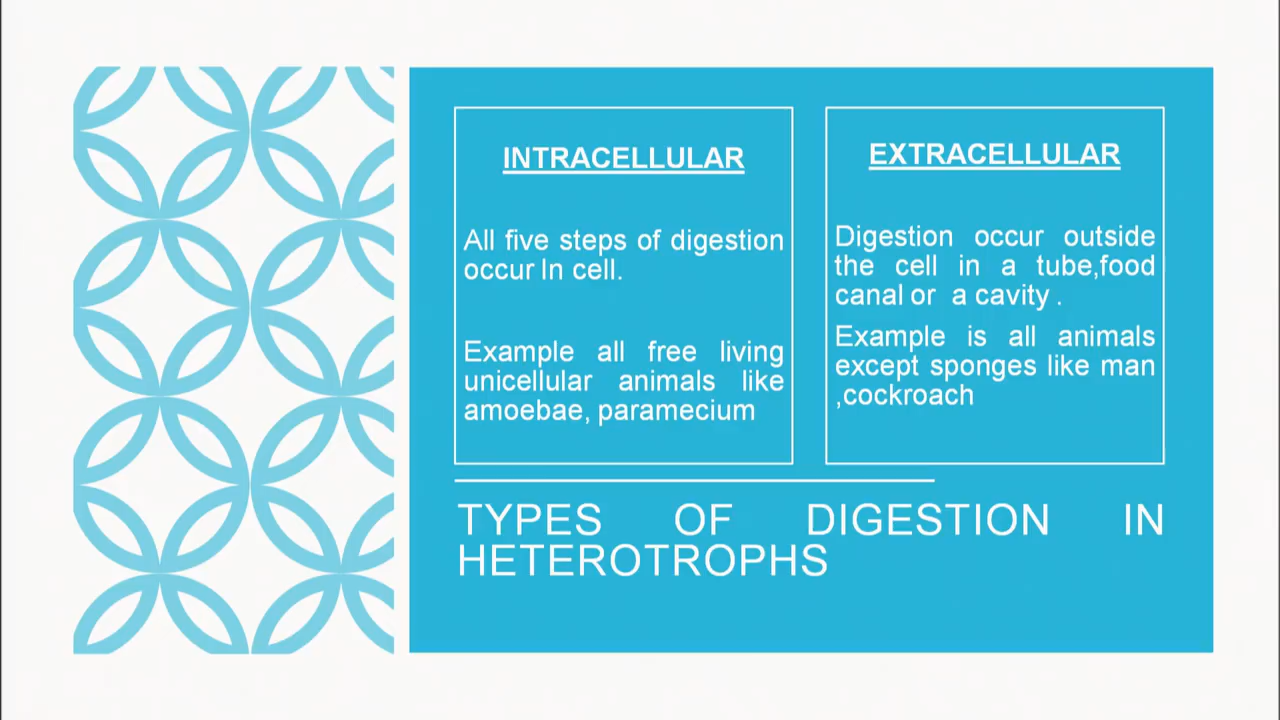 INTRACELLULAR
All five steps of digestion
occur In cell.
Example all free living
unicellular animals like
amoebae, paramecium
EXTRACELLULAR
Digestion occur outside
the cell in a tube,food
canal or a cavity .
Example is all animals
except sponges like man
,cockroach
TYPES OF DIGESTION IN
HETEROTROPHS